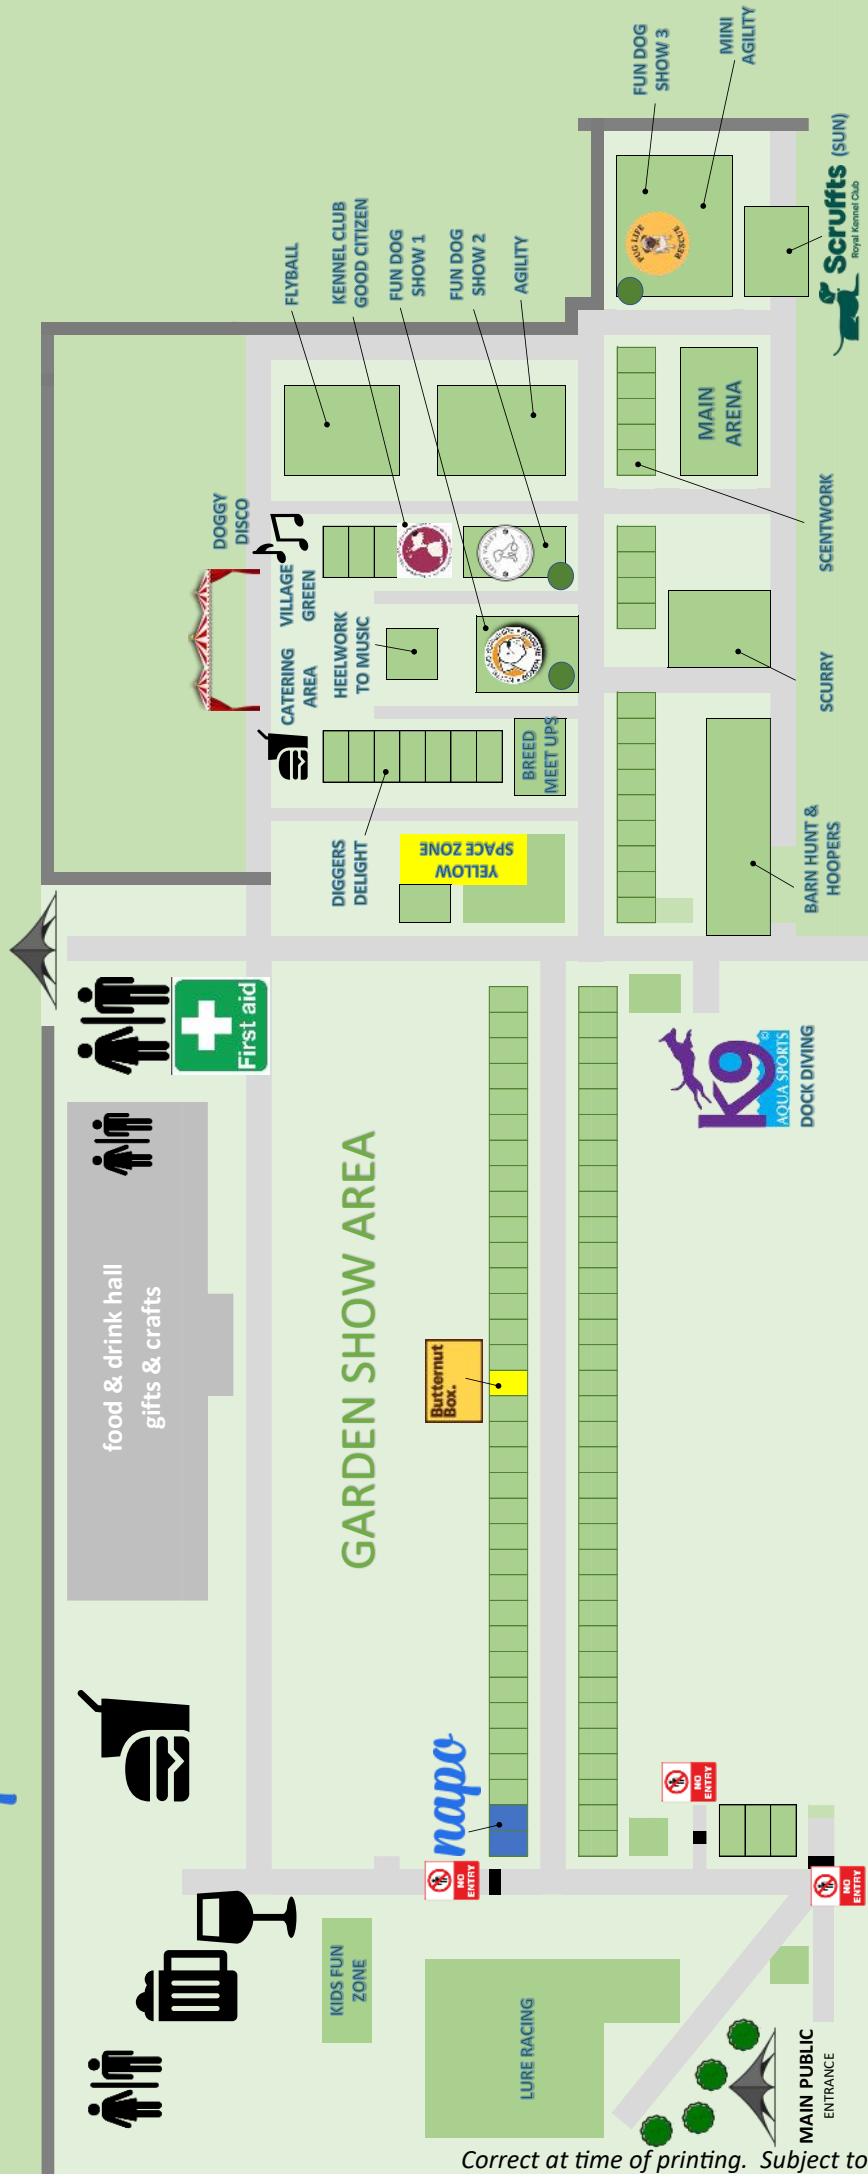 FUN DOG
SHOW 3
MINI
AGILITY
Scruffts (SUN)
Royal Kennel Club
PUG LIFE
RESCUE
FLYBALL
KENNEL CLUB
GOOD CITIZEN
FUN DOG
SHOW 1
FUN DOG
SHOW 2
AGILITY
MAIN
ARENA
SCENTWORK
DOGGY
DISCO
VILLAGE
GREEN
CATERING
AREA
HEELWORK
TO MUSIC
SCURRY
BREED
MEET UPS
DIGGERS
DELIGHT
YELLOW
SPACE ZONE
BARN HUNT &
HOOPERS
First aid
K9
AQUA SPORTS
DOCK DIVING
food & drink hall
gifts & crafts
GARDEN SHOW AREA
Butternut
Box.
napo
NO
ENTRY
NO
ENTRY
NO
ENTRY
KIDS FUN
ZONE
LURE RACING
MAIN PUBLIC
ENTRANCE
Correct at time of printing. Subject to